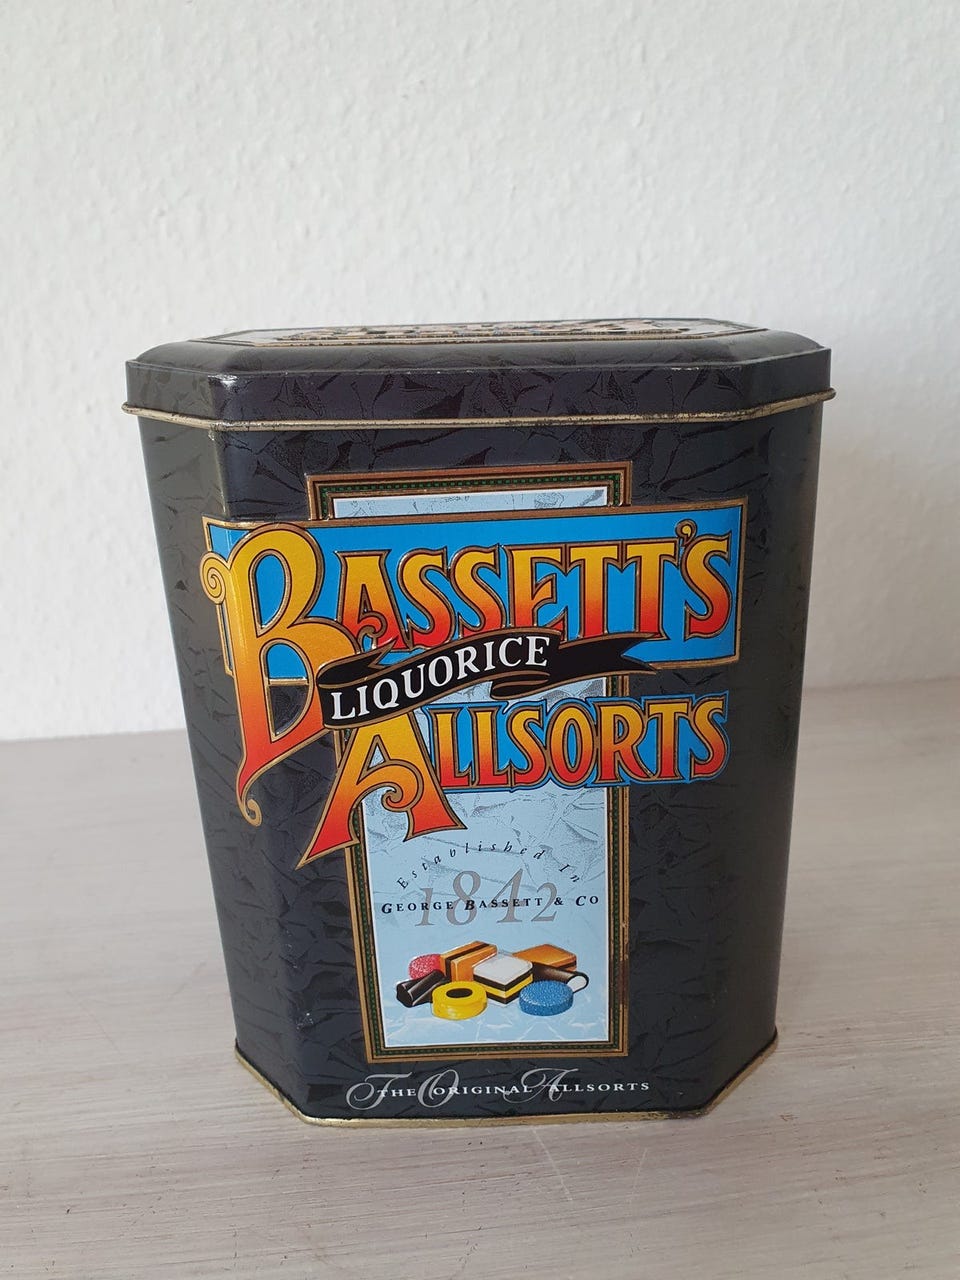 BASSETT'S
LIQUORICE
ALLSORTS
Established In
1842
GEORGE BASSETT & CO
THE ORIGINAL ALLSORTS